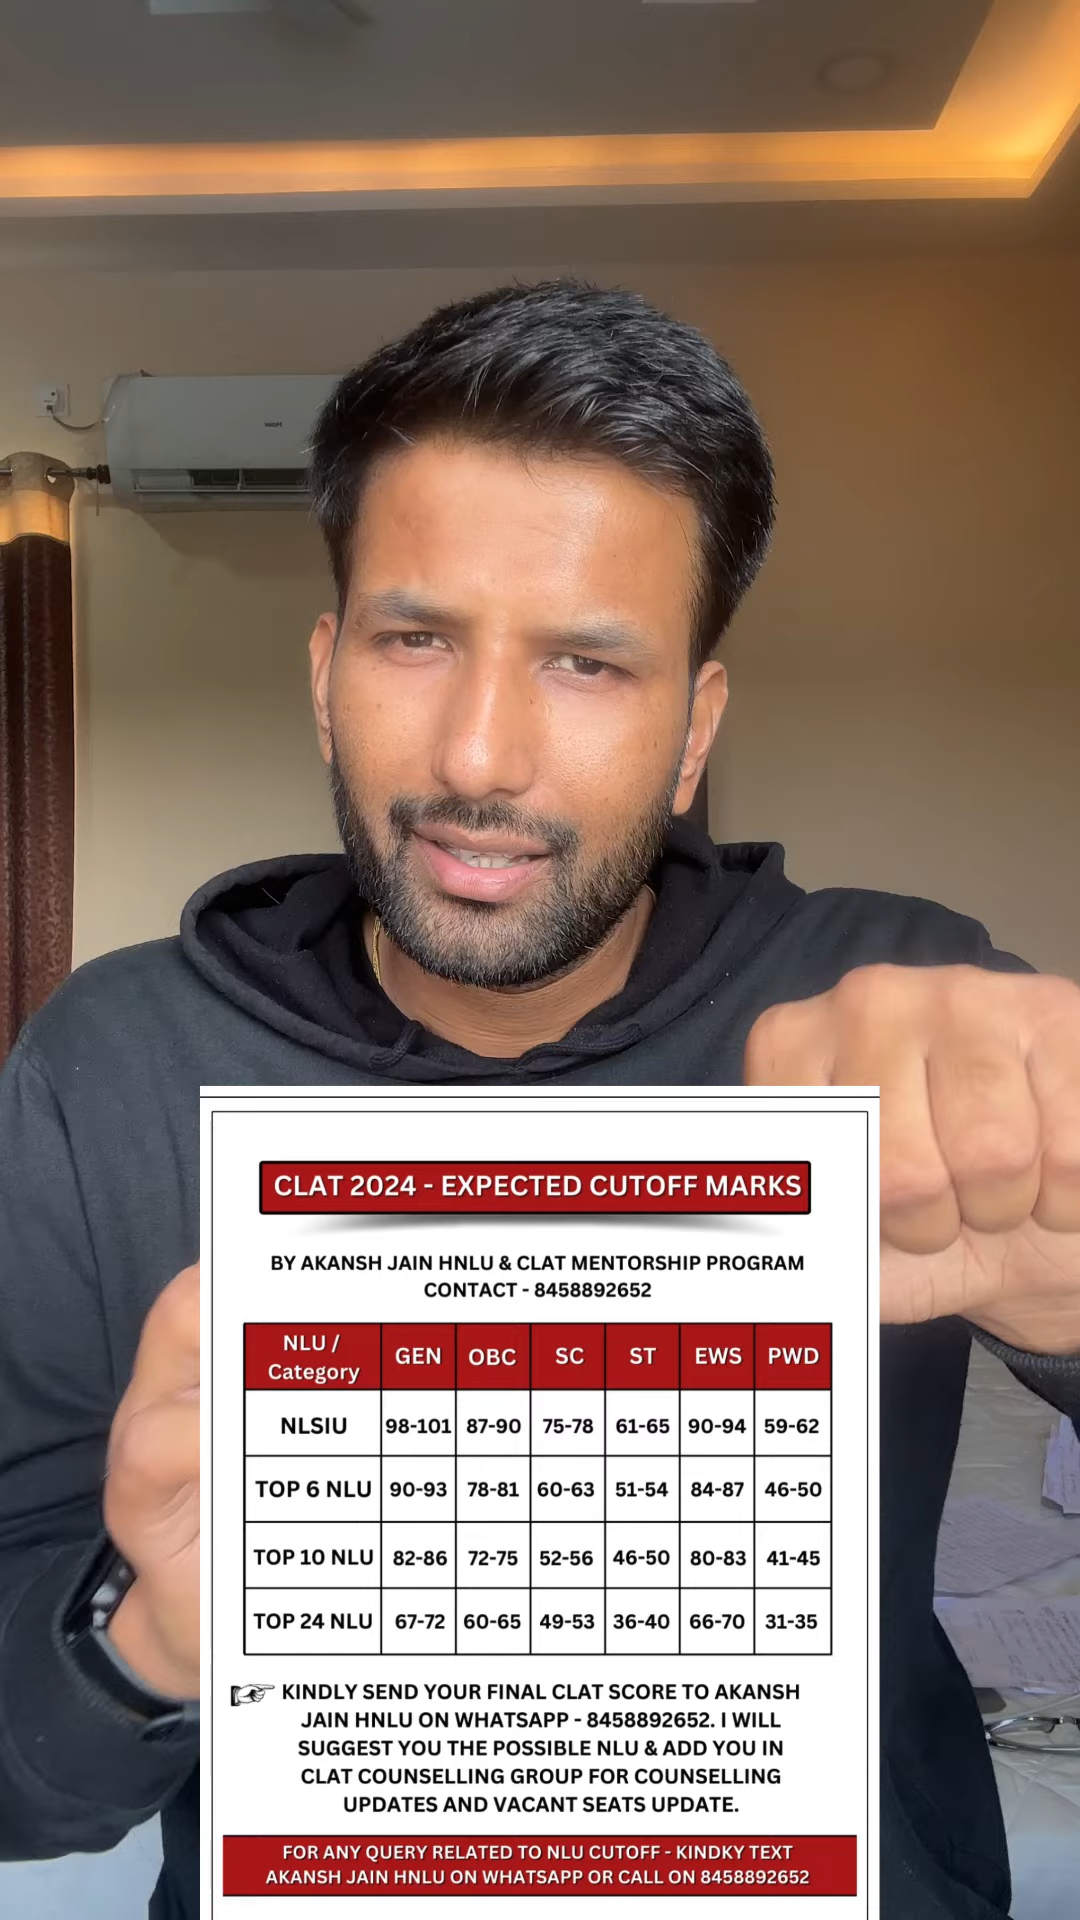 CLAT 2024 - EXPECTED CUTOFF MARKS
BY AKANSH JAIN HNLU & CLAT MENTORSHIP PROGRAM
CONTACT - 8458892652
NLU / Category GEN OBC SC ST EWS PWD
NLSIU 98-101 87-90 75-78 61-65 90-94 59-62
TOP 6 NLU 90-93 78-81 60-63 51-54 84-87 46-50
TOP 10 NLU 82-86 72-75 52-56 46-50 80-83 41-45
TOP 24 NLU 67-72 60-65 49-53 36-40 66-70 31-35
KINDLY SEND YOUR FINAL CLAT SCORE TO AKANSH
JAIN HNLU ON WHATSAPP - 8458892652. I WILL
SUGGEST YOU THE POSSIBLE NLU & ADD YOU IN
CLAT COUNSELLING GROUP FOR COUNSELLING
UPDATES AND VACANT SEATS UPDATE.
FOR ANY QUERY RELATED TO NLU CUTOFF - KINDKY TEXT
AKANSH JAIN HNLU ON WHATSAPP OR CALL ON 8458892652